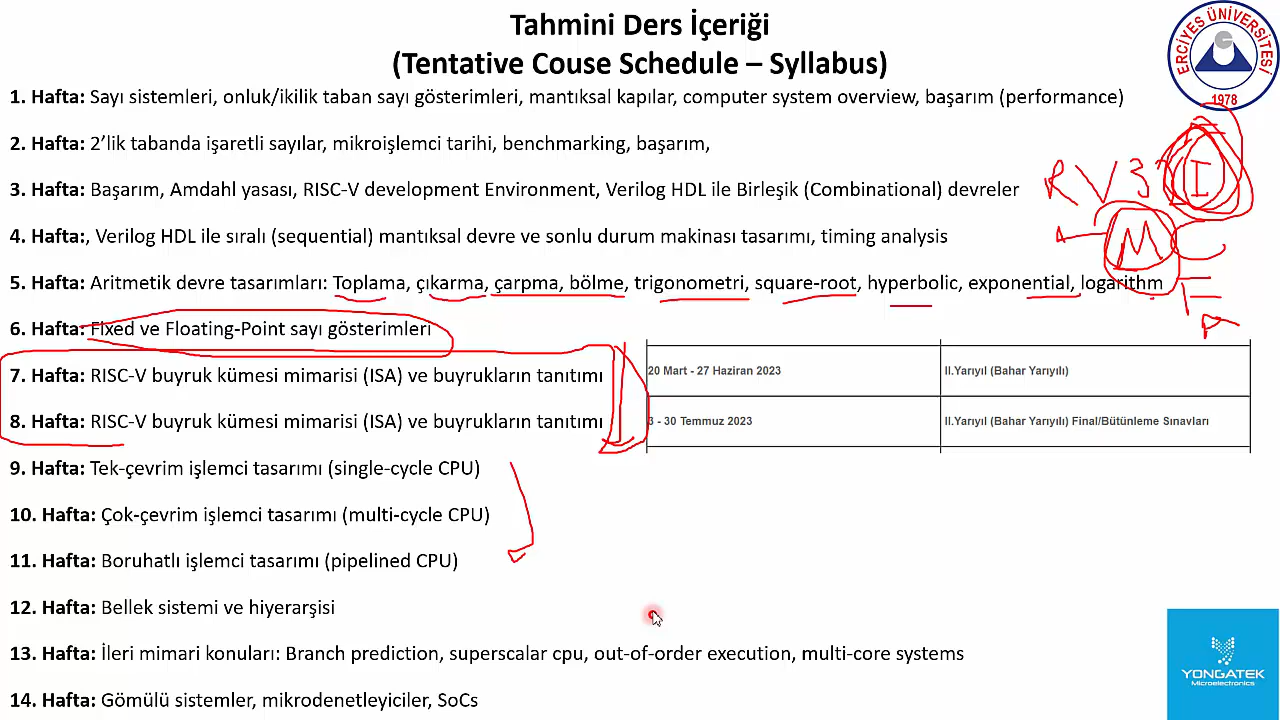 Tahmini Ders İçeriği
(Tentative Couse Schedule – Syllabus)
ERCİYES ÜNİVERSİTESİ
1978
1. Hafta: Sayı sistemleri, onluk/ikilik taban sayı gösterimleri, mantıksal kapılar, computer system overview, başarım (performance)
2. Hafta: 2’lik tabanda işaretli sayılar, mikroişlemci tarihi, benchmarking, başarım,
3. Hafta: Başarım, Amdahl yasası, RISC-V development Environment, Verilog HDL ile Birleşik (Combinational) devreler
RV32I
4. Hafta:, Verilog HDL ile sıralı (sequential) mantıksal devre ve sonlu durum makinası tasarımı, timing analysis
M C
5. Hafta: Aritmetik devre tasarımları: Toplama, çıkarma, çarpma, bölme, trigonometri, square-root, hyperbolic, exponential, logarithm
6. Hafta: Fixed ve Floating-Point sayı gösterimleri
7. Hafta: RISC-V buyruk kümesi mimarisi (ISA) ve buyrukların tanıtımı
20 Mart - 27 Haziran 2023 II.Yarıyıl (Bahar Yarıyılı)
8. Hafta: RISC-V buyruk kümesi mimarisi (ISA) ve buyrukların tanıtımı
3 - 30 Temmuz 2023 II.Yarıyıl (Bahar Yarıyılı) Final/Bütünleme Sınavları
9. Hafta: Tek-çevrim işlemci tasarımı (single-cycle CPU)
10. Hafta: Çok-çevrim işlemci tasarımı (multi-cycle CPU)
11. Hafta: Boruhatlı işlemci tasarımı (pipelined CPU)
12. Hafta: Bellek sistemi ve hiyerarşisi
13. Hafta: İleri mimari konuları: Branch prediction, superscalar cpu, out-of-order execution, multi-core systems
14. Hafta: Gömülü sistemler, mikrodenetleyiciler, SoCs
YONGATEK
Microelectronics